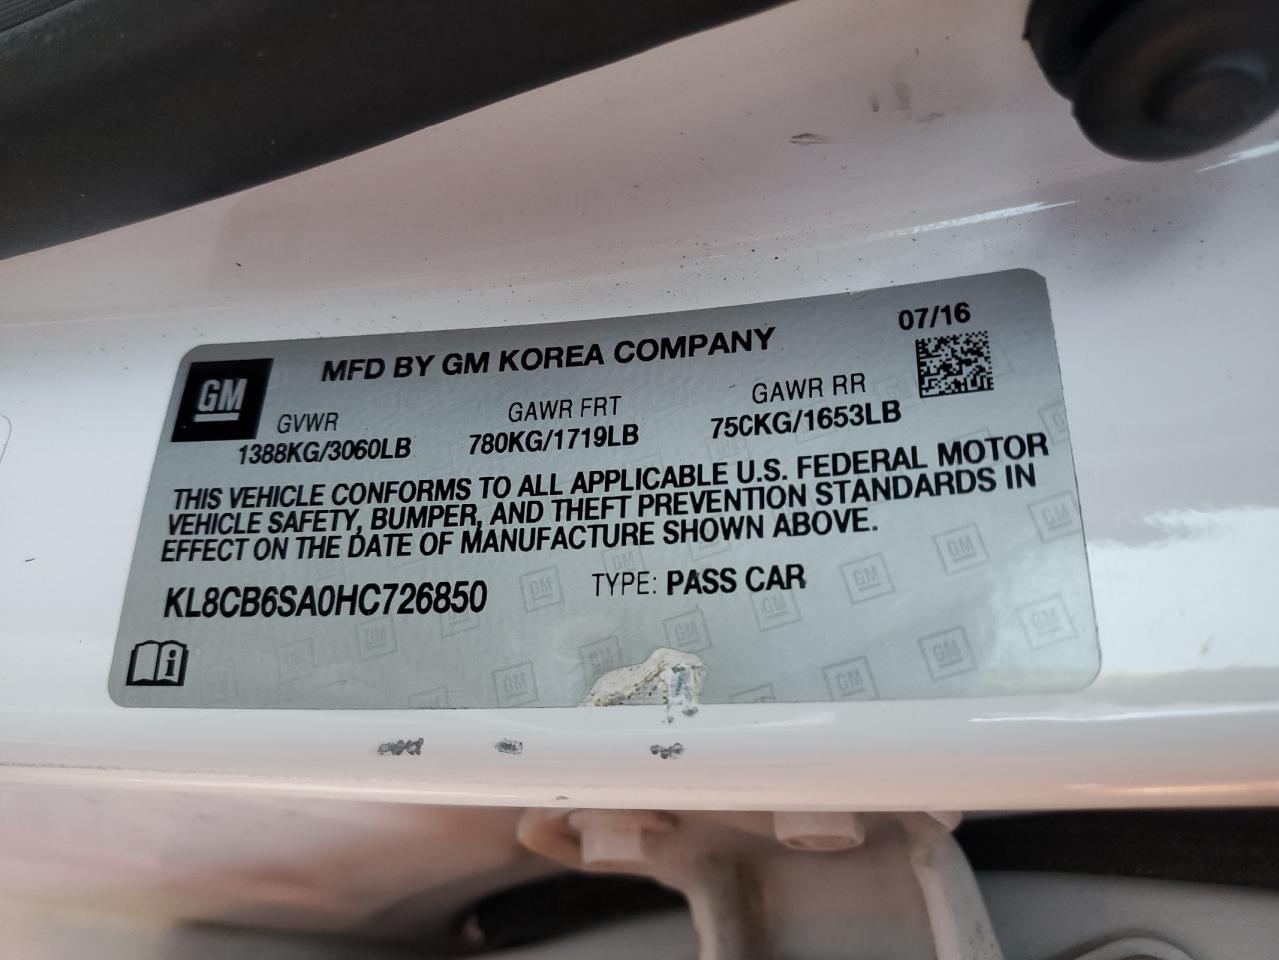 MFD BY GM KOREA COMPANY
07/16
GM
GVWR GAWR FRT GAWR RR
1388KG/3060LB 780KG/1719LB 750KG/1653LB
THIS VEHICLE CONFORMS TO ALL APPLICABLE U.S. FEDERAL MOTOR
VEHICLE SAFETY, BUMPER, AND THEFT PREVENTION STANDARDS IN
EFFECT ON THE DATE OF MANUFACTURE SHOWN ABOVE.
KL8CB6SA0HC726850 TYPE: PASS CAR